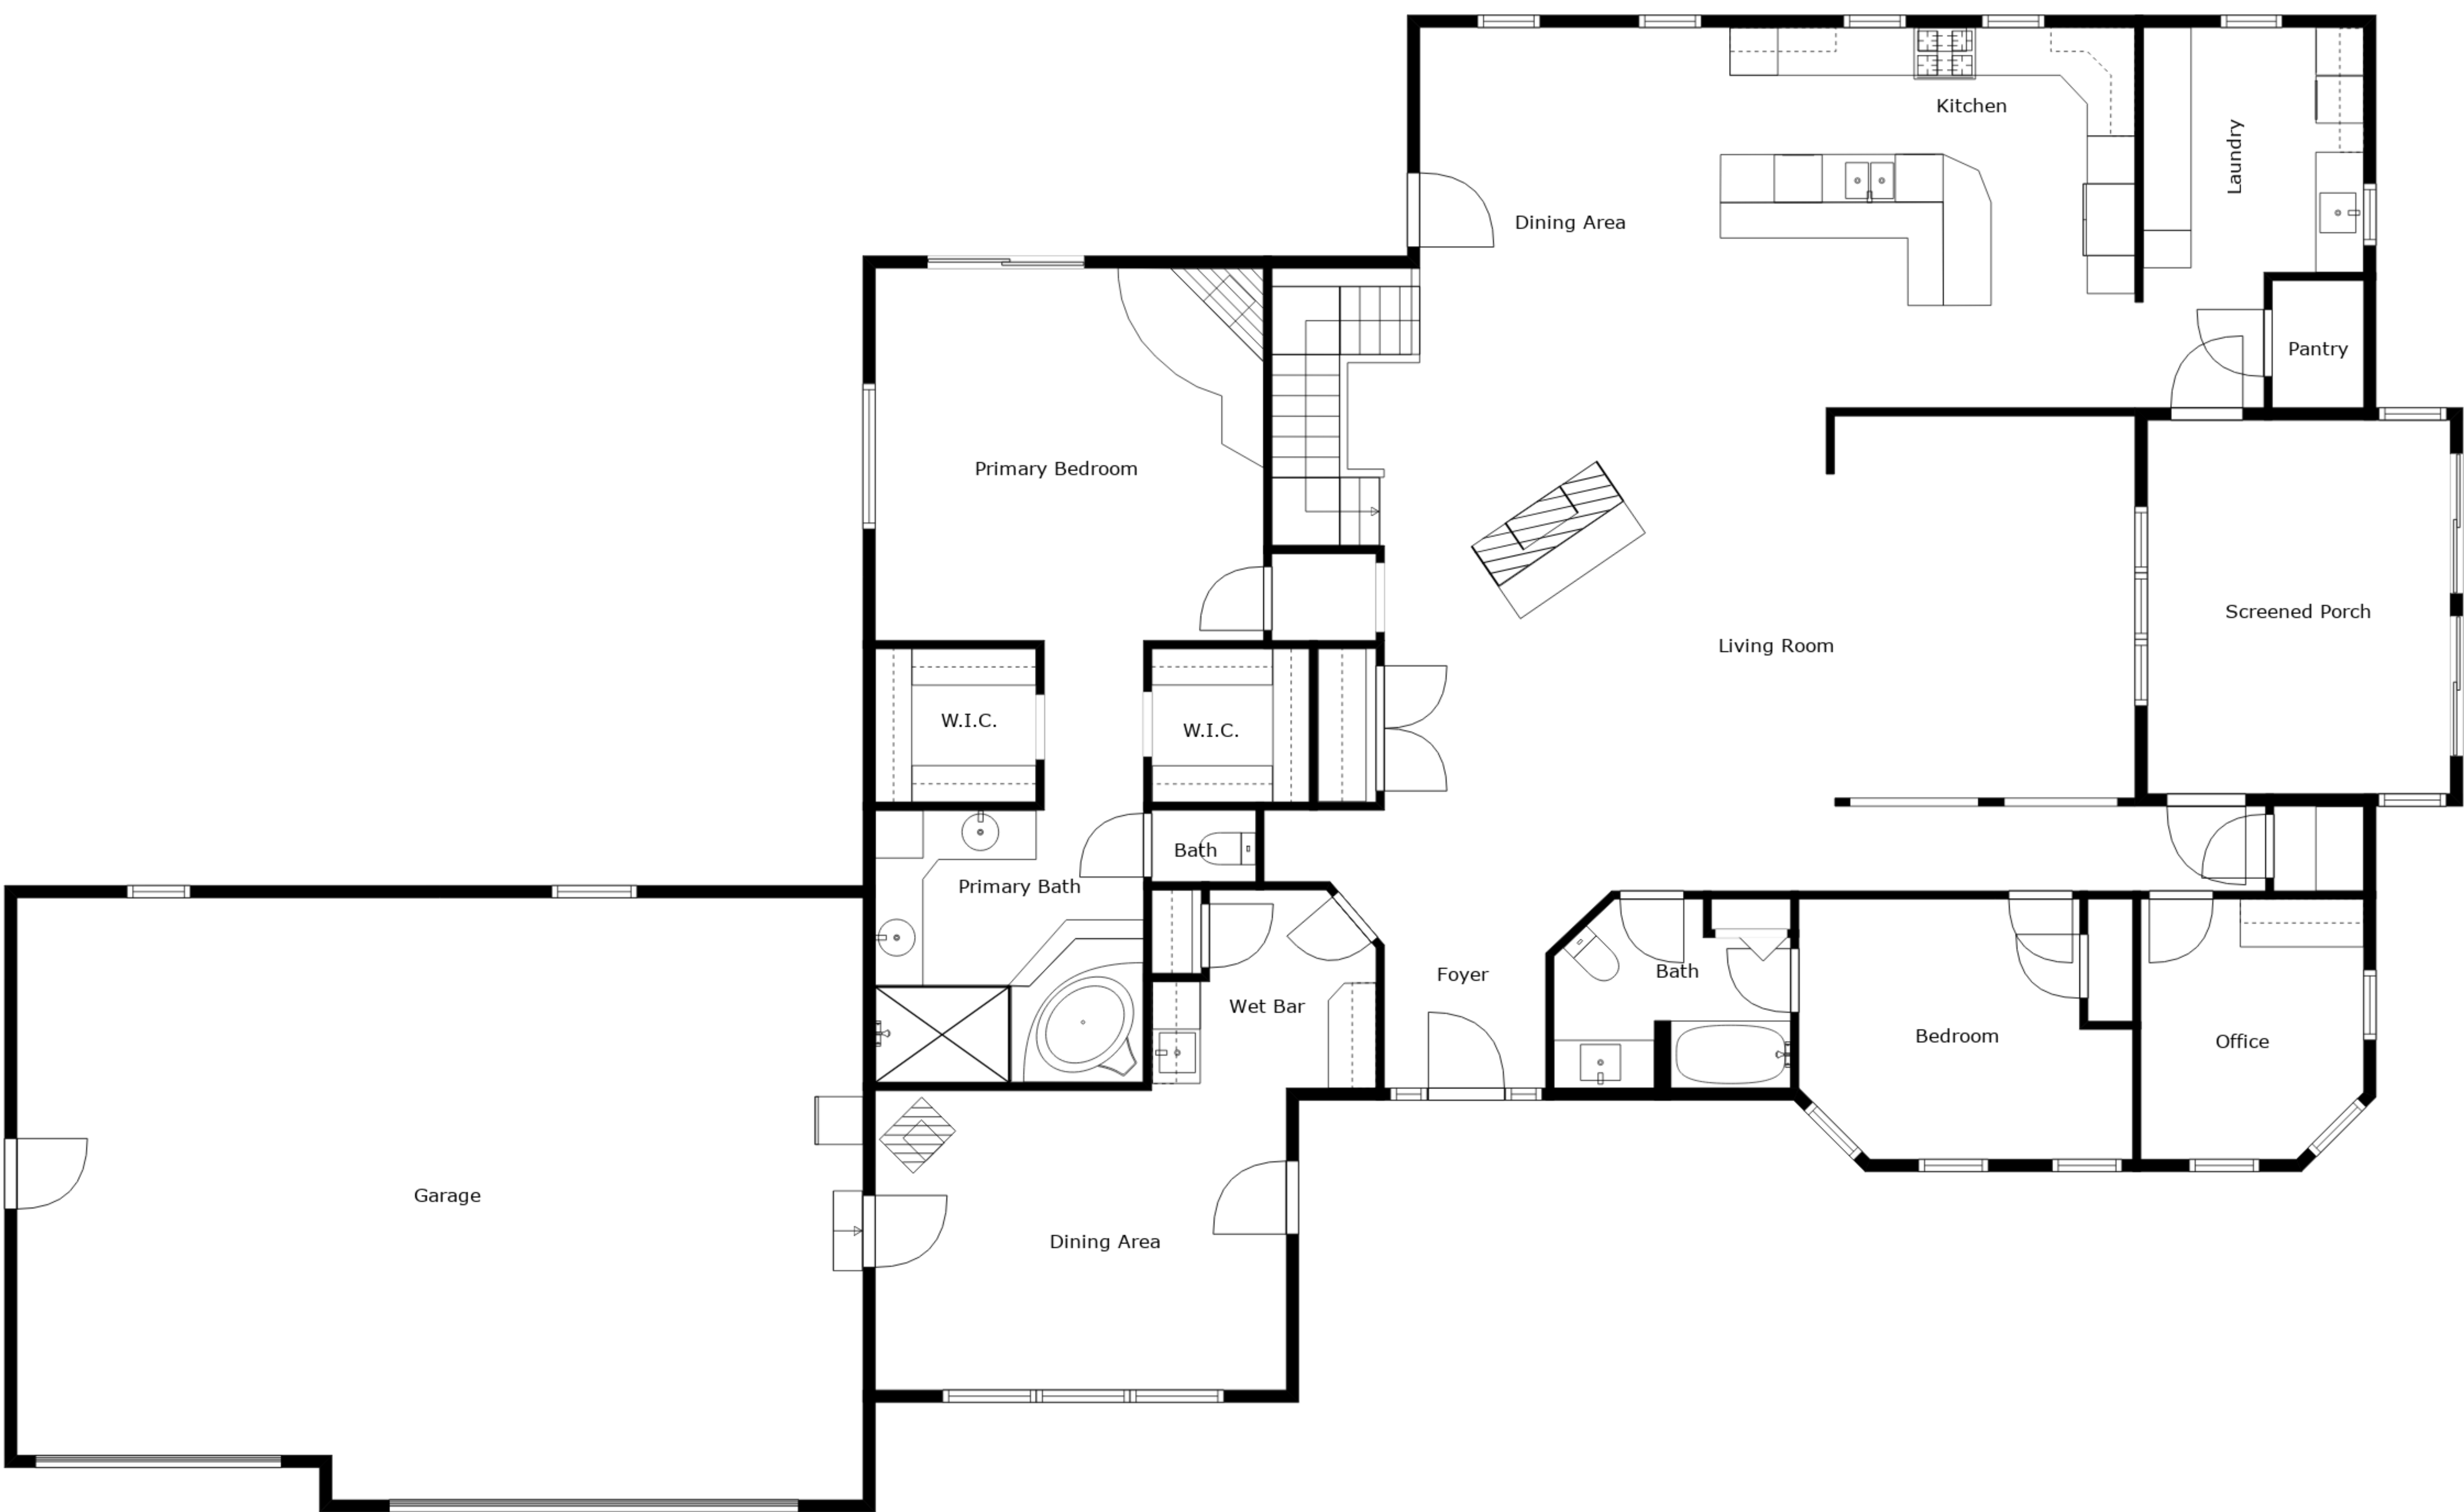 Kitchen
Laundry
Dining Area
Pantry
Primary Bedroom
Screened Porch
Living Room
W.I.C.
W.I.C.
Bath
Primary Bath
Foyer
Bath
Wet Bar
Bedroom
Office
Garage
Dining Area